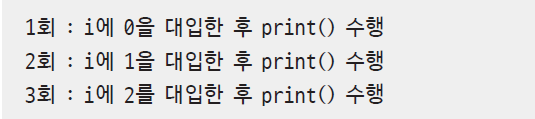 1회 : i에 0을 대입한 후 print() 수행
2회 : i에 1을 대입한 후 print() 수행
3회 : i에 2를 대입한 후 print() 수행